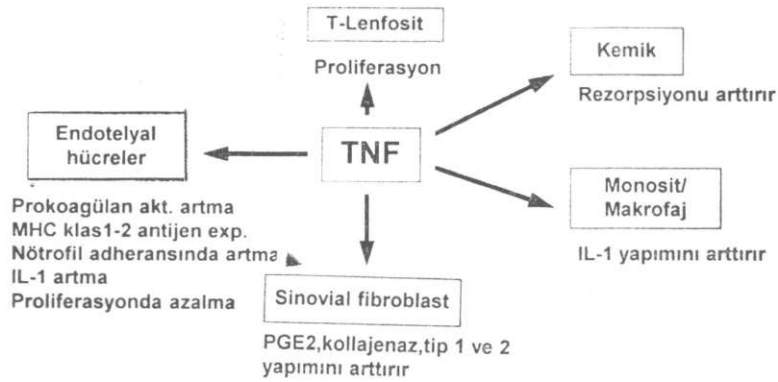 T-Lenfosit
Proliferasyon
Kemik
Rezorpsiyonu arttırır
Endotelyal
hücreler
TNF
Monosit/
Makrofaj
Prokoagülan akt. artma
MHC klas1-2 antijen exp.
Nötrofil adheransında artma
IL-1 artma
Proliferasyonda azalma
IL-1 yapımını arttırır
Sinovial fibroblast
PGE2,kollajenaz,tip 1 ve 2
yapımını arttırır